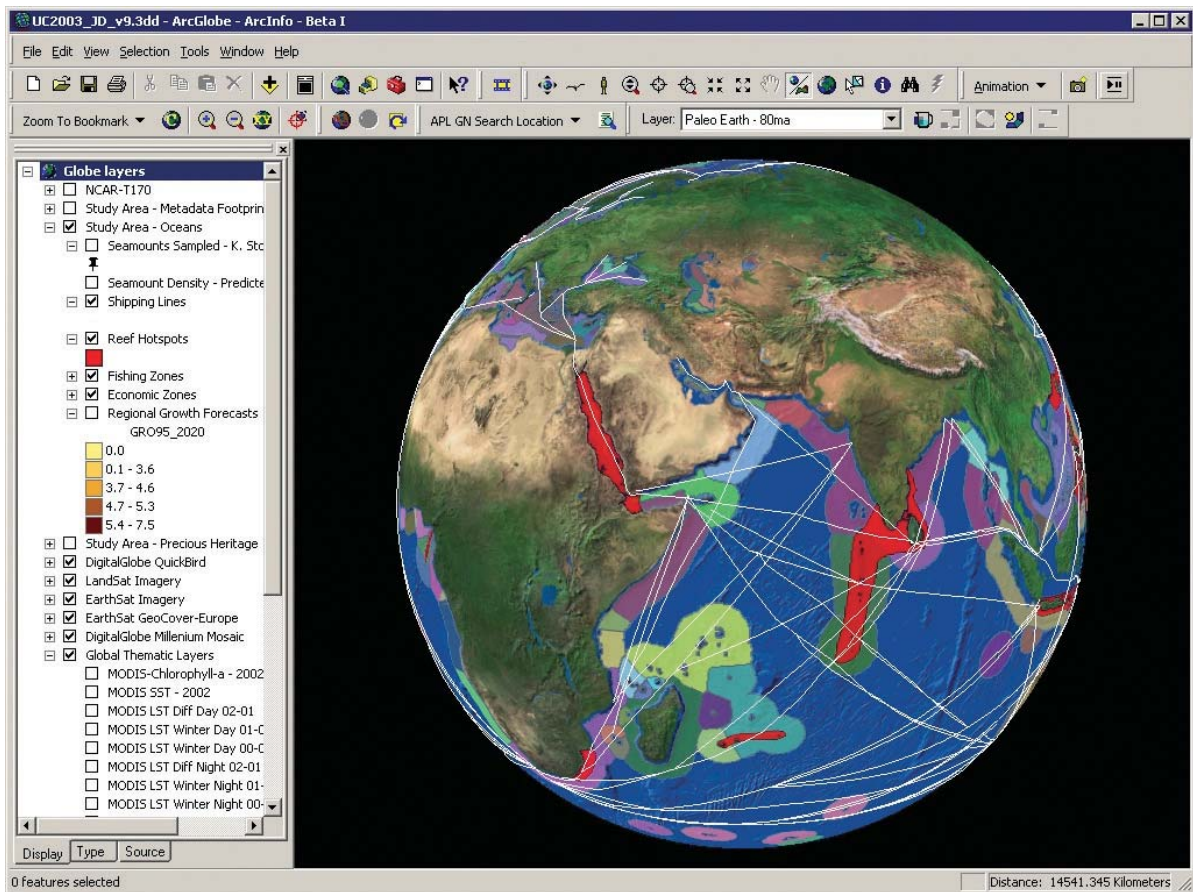 UC2003_JD_v9.3dd - ArcGlobe - ArcInfo - Beta I
File Edit View Selection Tools Window Help
Animation
Zoom To Bookmark
APL GN Search Location
Layer: Paleo Earth - 80ma
Globe layers
NCAR-T170
Study Area - Metadata Footprin
Study Area - Oceans
Seamounts Sampled - K. Sto
Seamount Density - Predicte
Shipping Lines
Reef Hotspots
Fishing Zones
Economic Zones
Regional Growth Forecasts
GRO95_2020
0.0
0.1 - 3.6
3.7 - 4.6
4.7 - 5.3
5.4 - 7.5
Study Area - Precious Heritage
DigitalGlobe QuickBird
LandSat Imagery
EarthSat Imagery
EarthSat GeoCover-Europe
DigitalGlobe Millenium Mosaic
Global Thematic Layers
MODIS-Chlorophyll-a - 2002
MODIS SST - 2002
MODIS LST Diff Day 02-01
MODIS LST Winter Day 01-0
MODIS LST Winter Day 00-0
MODIS LST Diff Night 02-01
MODIS LST Winter Night 01-
MODIS LST Winter Night 00-
Display Type Source
0 features selected
Distance: 14541.345 Kilometers